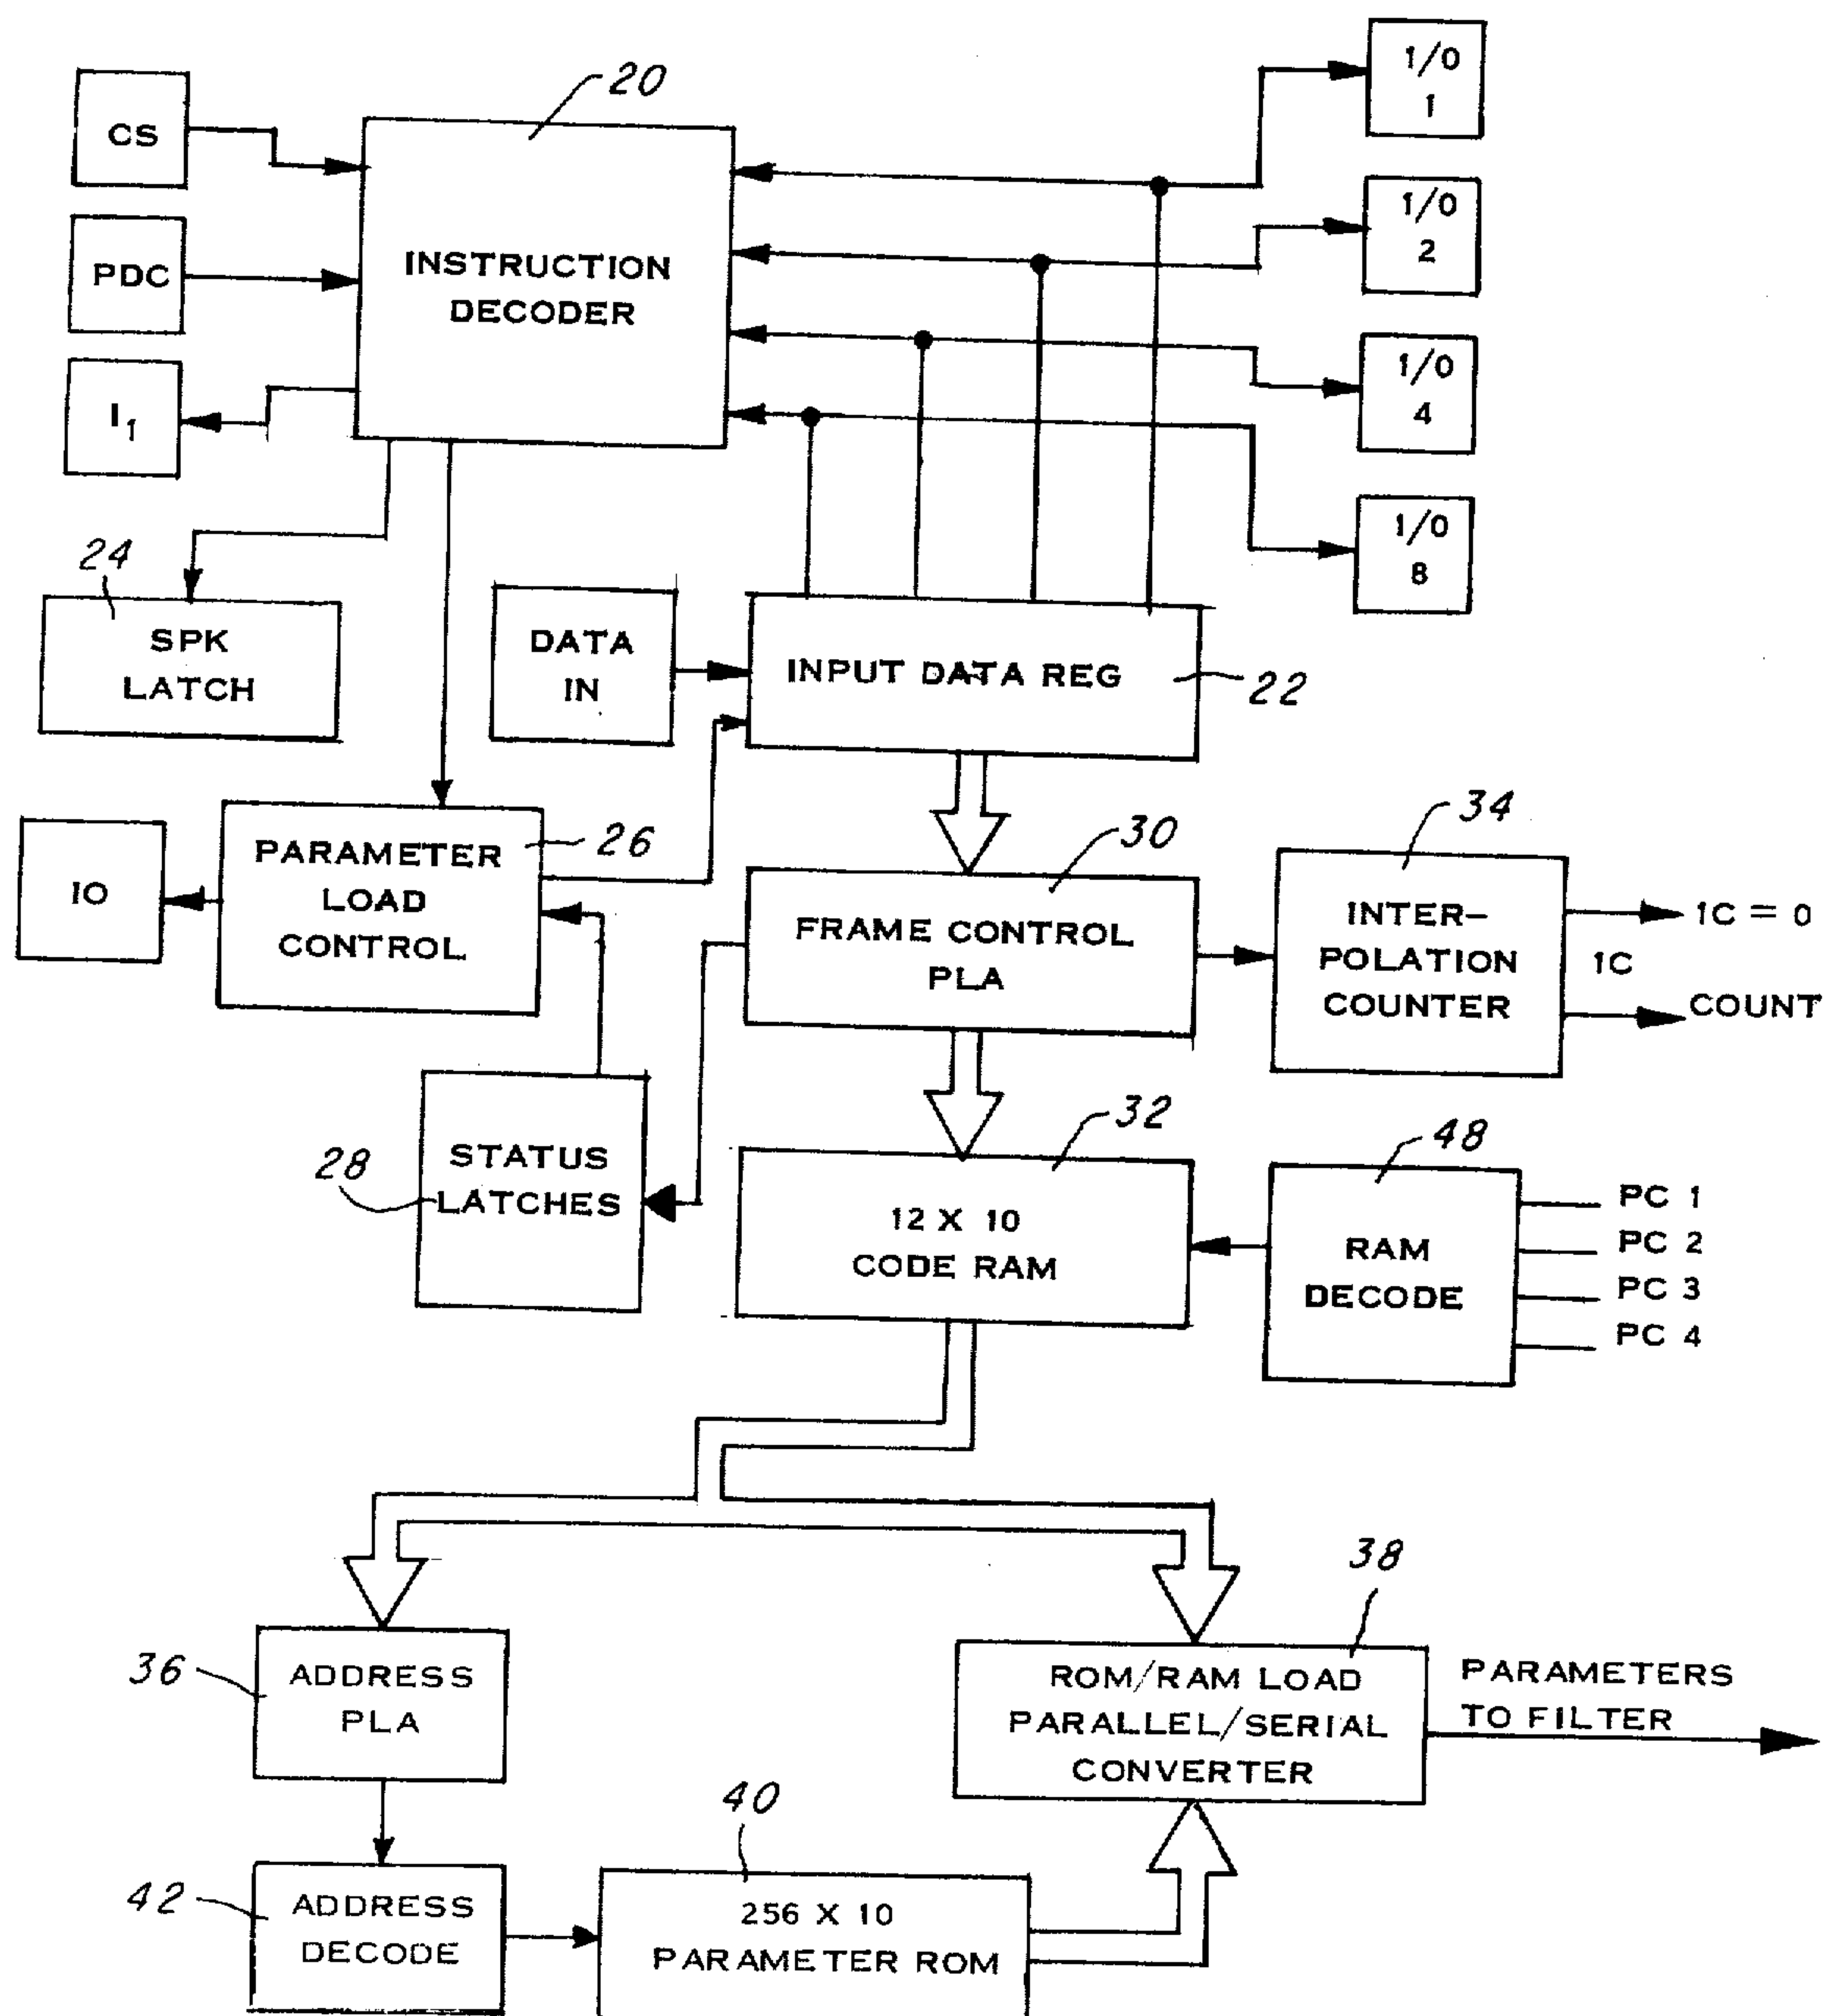 20
CS
1/0
1
PDC
INSTRUCTION
DECODER
1/0
2
I1
1/0
4
1/0
8
24
SPK
LATCH
DATA
IN
INPUT DATA REG
22
IO
PARAMETER
LOAD
CONTROL
26
30
FRAME CONTROL
PLA
34
INTER-
POLATION
COUNTER
1C = 0
1C
COUNT
28
STATUS
LATCHES
32
12 X 10
CODE RAM
48
RAM
DECODE
PC 1
PC 2
PC 3
PC 4
36
ADDRESS
PLA
38
ROM/RAM LOAD
PARALLEL/SERIAL
CONVERTER
PARAMETERS
TO FILTER
42
ADDRESS
DECODE
40
256 X 10
PARAMETER ROM